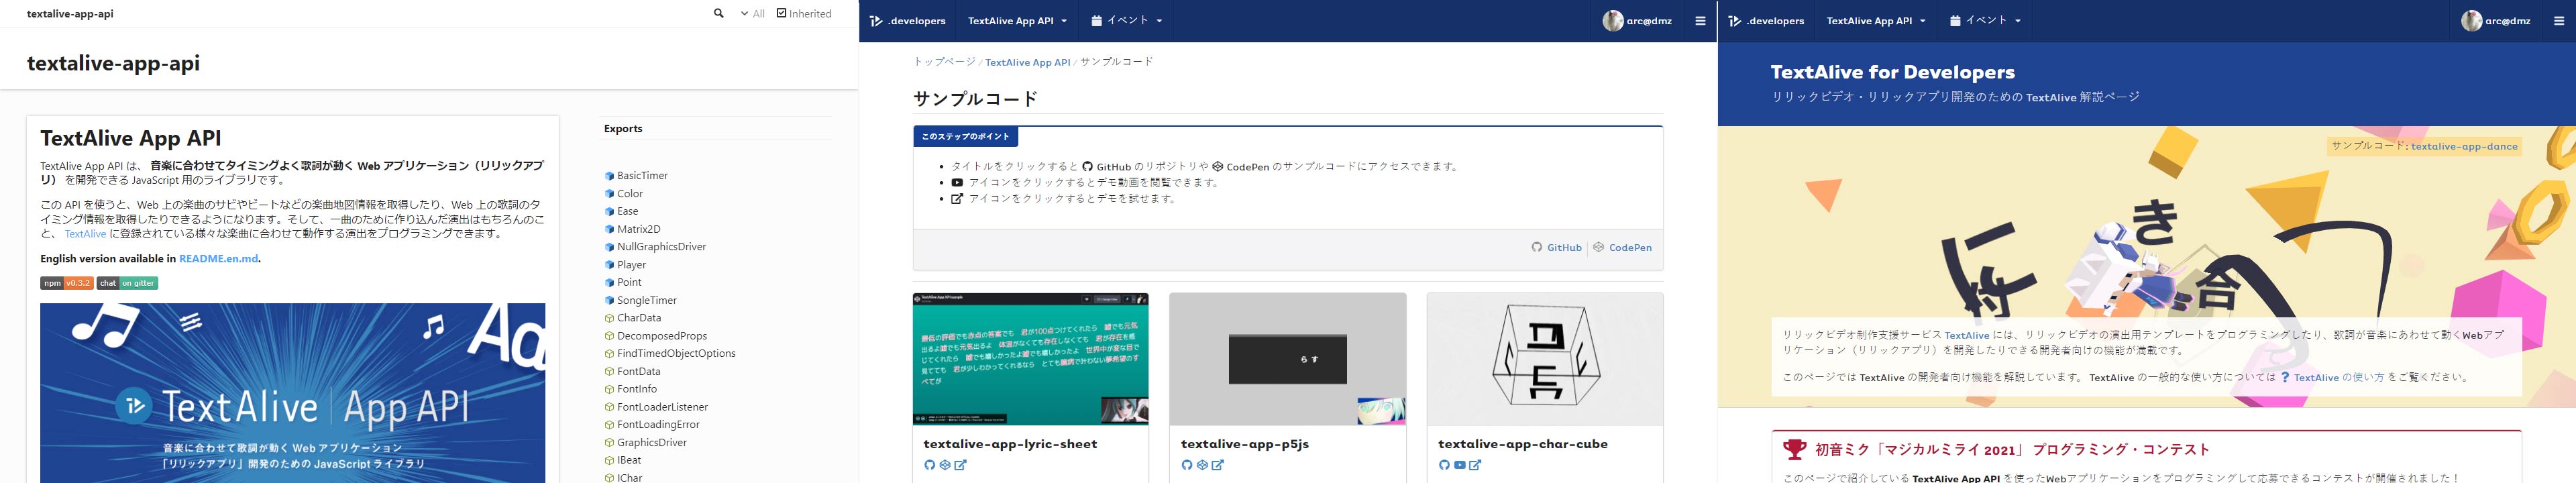 textalive-app-api
All
Inherited
textalive-app-api
TextAlive App API
TextAlive App API は、 音楽に合わせてタイミングよく歌詞が動く Web アプリケーション（リリックアプ
リ） を開発できる JavaScript 用のライブラリです。
この API を使うと、Web 上の楽曲のサビやビートなどの楽曲地図情報を取得したり、Web 上の歌詞のタ
イミング情報を取得したりできるようになります。そして、一曲のために作り込んだ演出はもちろんのこ
と、 TextAlive に登録されている様々な楽曲に合わせて動作する演出をプログラミングできます。
English version available in README.en.md.
npm v0.3.2 chat on gitter
TextAlive | App API
音楽に合わせて歌詞が動く Web アプリケーション
「リリックアプリ」開発のための JavaScript ライブラリ
Exports
BasicTimer
Color
Ease
Matrix2D
NullGraphicsDriver
Player
Point
SongleTimer
CharData
DecomposedProps
FindTimedObjectOptions
FontData
FontInfo
FontLoaderListener
FontLoadingError
GraphicsDriver
IBeat
IChar
.developers
TextAlive App API
イベント
arc@dmz
トップページ / TextAlive App API / サンプルコード
サンプルコード
このステップのポイント
タイトルをクリックすると GitHub のリポジトリや CodePen のサンプルコードにアクセスできます。
アイコンをクリックするとデモ動画を閲覧できます。
アイコンをクリックするとデモを試せます。
GitHub
CodePen
らす
textalive-app-lyric-sheet
textalive-app-p5js
textalive-app-char-cube
.developers
TextAlive App API
イベント
arc@dmz
TextAlive for Developers
リリックビデオ・リリックアプリ開発のための TextAlive 解説ページ
サンプルコード: textalive-app-dance
き
合
リリックビデオ制作支援サービス TextAlive には、リリックビデオの演出用テンプレートをプログラミングしたり、歌詞が音楽にあわせて動くWebアプ
リケーション（リリックアプリ）を開発したりできる開発者向けの機能が満載です。
このページでは TextAlive の開発者向け機能を解説しています。 TextAlive の一般的な使い方については ? TextAlive の使い方 をご覧ください。
初音ミク「マジカルミライ 2021」 プログラミング・コンテスト
このページで紹介している TextAlive App API を使ったWebアプリケーションをプログラミングして応募できるコンテストが開催されました！